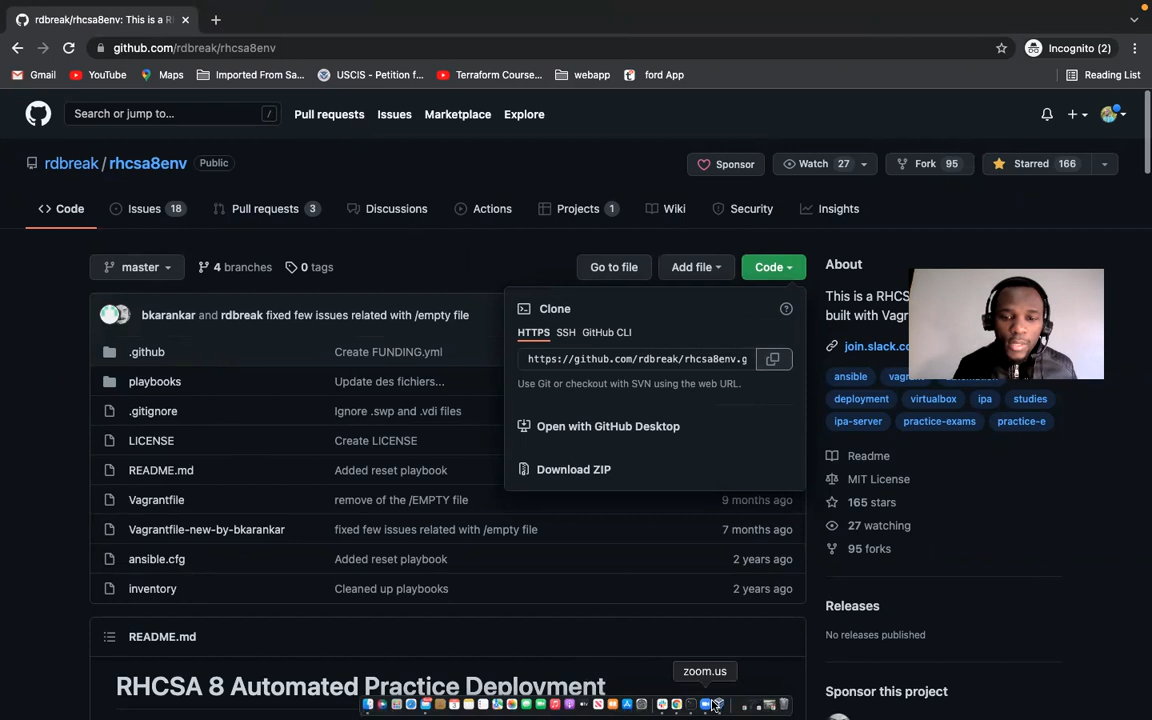 rdbreak/rhcsa8env: This is a R
github.com/rdbreak/rhcsa8env
Incognito (2)
Gmail
YouTube
Maps
Imported From Sa...
USCIS - Petition f...
Terraform Course...
webapp
ford App
Reading List
Search or jump to...
/
Pull requests
Issues
Marketplace
Explore
rdbreak / rhcsa8env
Public
Sponsor
Watch 27
Fork 95
Starred 166
Code
Issues 18
Pull requests 3
Discussions
Actions
Projects 1
Wiki
Security
Insights
master
4 branches
0 tags
Go to file
Add file
Code
About
This is a RHCS
built with Vagr
join.slack.co
ansible
vagr
deployment
virtualbox
ipa
studies
ipa-server
practice-exams
practice-e
Readme
MIT License
165 stars
27 watching
95 forks
Releases
No releases published
Sponsor this project
bkarankar and rdbreak fixed few issues related with /empty file
Clone
HTTPS
SSH
GitHub CLI
https://github.com/rdbreak/rhcsa8env.g
Use Git or checkout with SVN using the web URL.
Open with GitHub Desktop
Download ZIP
.github
Create FUNDING.yml
playbooks
Update des fichiers...
.gitignore
Ignore .swp and .vdi files
LICENSE
Create LICENSE
README.md
Added reset playbook
Vagrantfile
remove of the /EMPTY file
9 months ago
Vagrantfile-new-by-bkarankar
fixed few issues related with /empty file
7 months ago
ansible.cfg
Added reset playbook
2 years ago
inventory
Cleaned up playbooks
2 years ago
README.md
zoom.us
RHCSA 8 Automated Practice Deployment